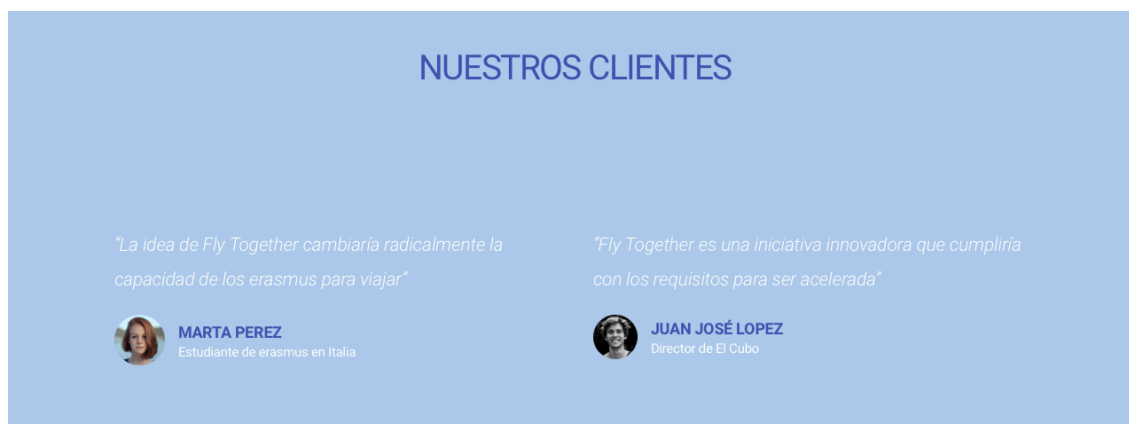 NUESTROS CLIENTES
“La idea de Fly Together cambiaría radicalmente la
capacidad de los erasmus para viajar”
MARTA PEREZ
Estudiante de erasmus en Italia
“Fly Together es una iniciativa innovadora que cumpliría
con los requisitos para ser acelerada”
JUAN JOSÉ LOPEZ
Director de El Cubo